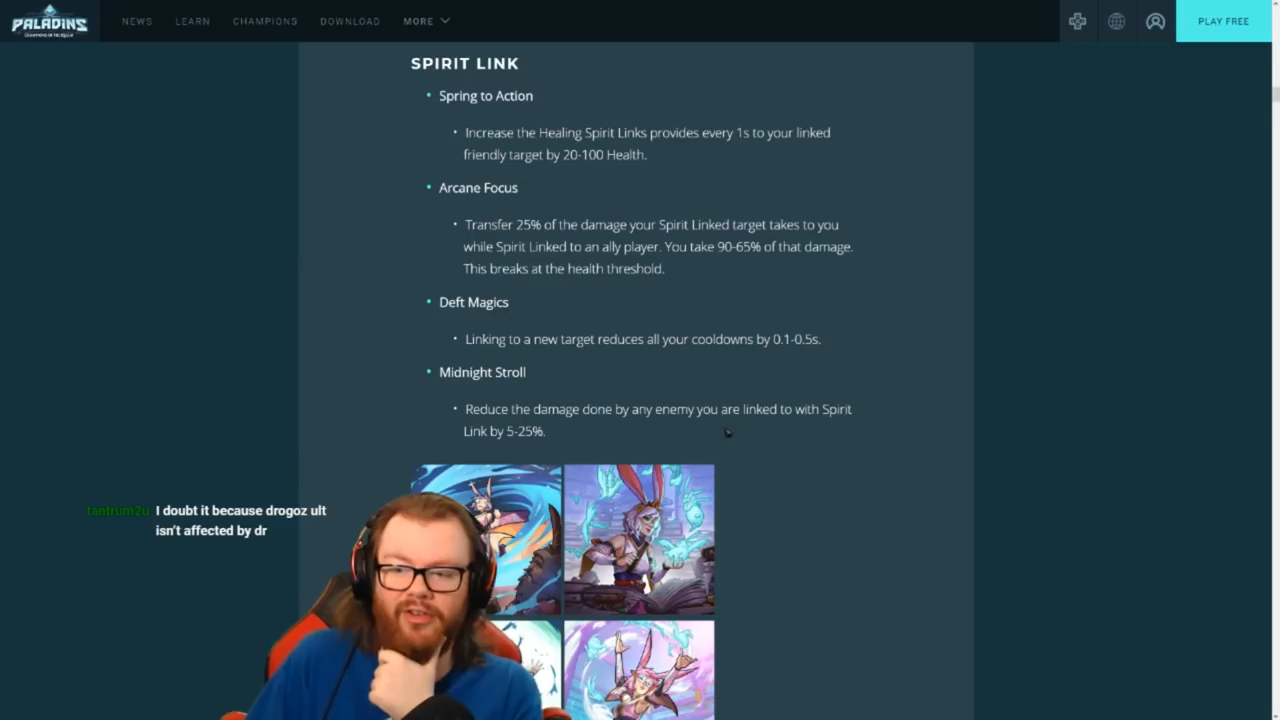 PALADINS
CHAMPIONS OF THE REALM
NEWS
LEARN
CHAMPIONS
DOWNLOAD
MORE
PLAY FREE
SPIRIT LINK
• Spring to Action
• Increase the Healing Spirit Links provides every 1s to your linked
friendly target by 20-100 Health.
• Arcane Focus
• Transfer 25% of the damage your Spirit Linked target takes to you
while Spirit Linked to an ally player. You take 90-65% of that damage.
This breaks at the health threshold.
• Deft Magics
• Linking to a new target reduces all your cooldowns by 0.1-0.5s.
• Midnight Stroll
• Reduce the damage done by any enemy you are linked to with Spirit
Link by 5-25%.
tantrum2u I doubt it because drogoz ult
isn't affected by dr